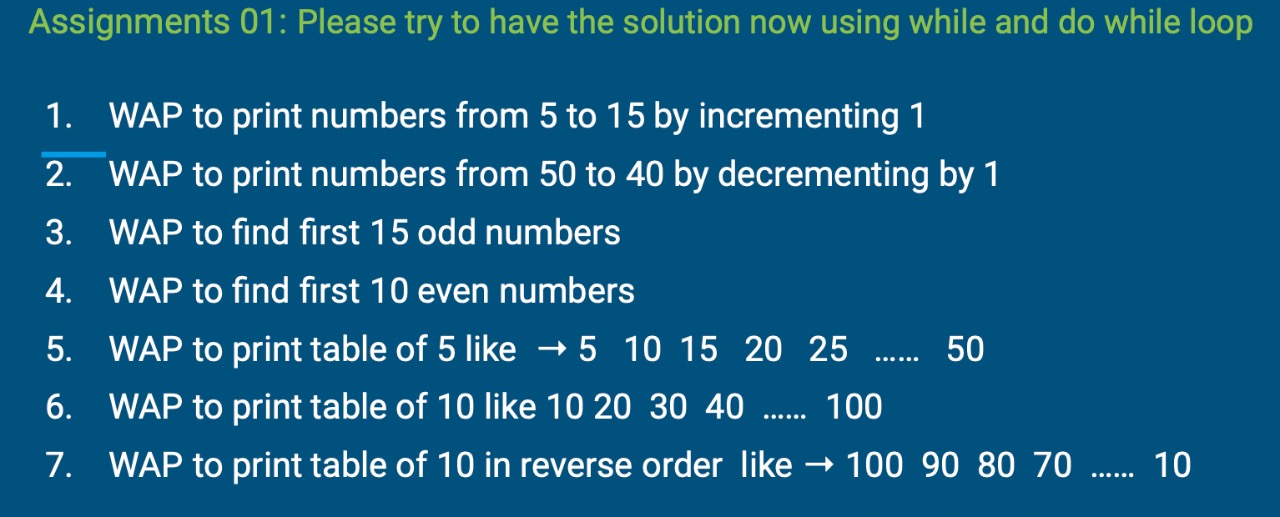 Assignments 01: Please try to have the solution now using while and do while loop
1. WAP to print numbers from 5 to 15 by incrementing 1
2. WAP to print numbers from 50 to 40 by decrementing by 1
3. WAP to find first 15 odd numbers
4. WAP to find first 10 even numbers
5. WAP to print table of 5 like → 5 10 15 20 25 ...... 50
6. WAP to print table of 10 like 10 20 30 40 ...... 100
7. WAP to print table of 10 in reverse order like → 100 90 80 70 ...... 10